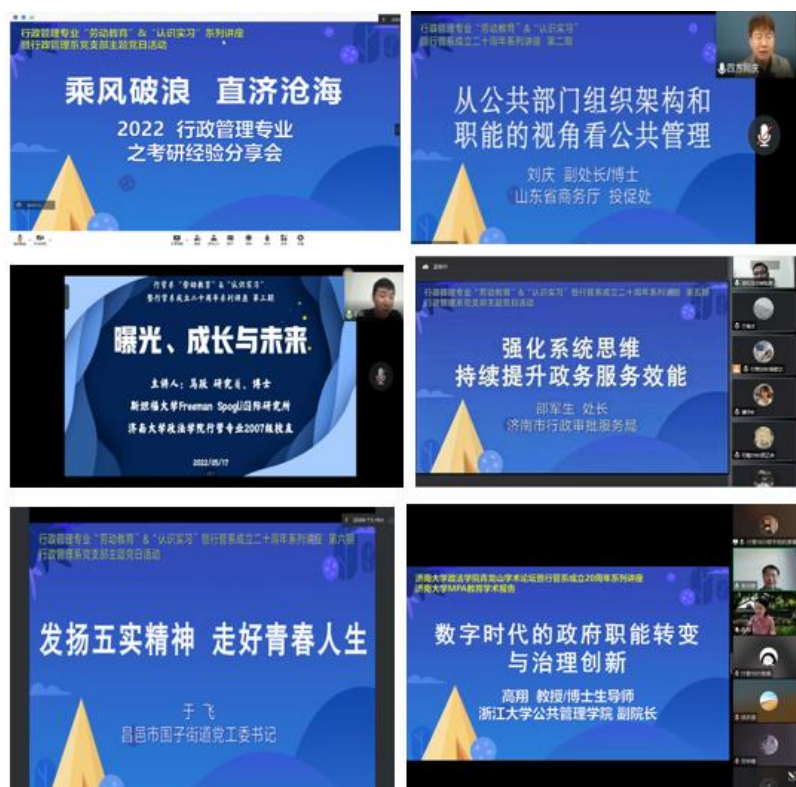 行政管理专业“劳动教育”&“认识实习”系列讲座
暨行政管理系党支部主题党日活动
乘风破浪 直济沧海
2022 行政管理专业
之考研经验分享会
行政管理专业“劳动教育”&“认识实习”
暨行管系成立二十周年系列讲座 第二期
从公共部门组织架构和
职能的视角看公共管理
刘庆 副处长/博士
山东省商务厅 投促处
行管系“劳动教育”&“认识实习”
暨行管系成立二十周年系列讲座 第三期
曝光、成长与未来
主讲人：马跃 研究员、博士
斯坦福大学Freeman Spogli国际研究所
济南大学政法学院行管专业2007级校友
2022/05/17
行政管理专业“劳动教育”&“认识实习”暨行管系成立二十周年系列讲座 第五期
行政管理系党支部主题党日活动
强化系统思维
持续提升政务服务效能
邵军生 处长
济南市行政审批服务局
行政管理专业“劳动教育”&“认识实习”暨行管系成立二十周年系列讲座 第六期
行政管理系党支部主题党日活动
发扬五实精神 走好青春人生
于飞
昌邑市围子街道党工委书记
济南大学政法学院青龙山学术论坛暨行管系成立20周年系列讲座
济南大学MPA教育学术报告
数字时代的政府职能转变
与治理创新
高翔 教授/博士生导师
浙江大学公共管理学院 副院长